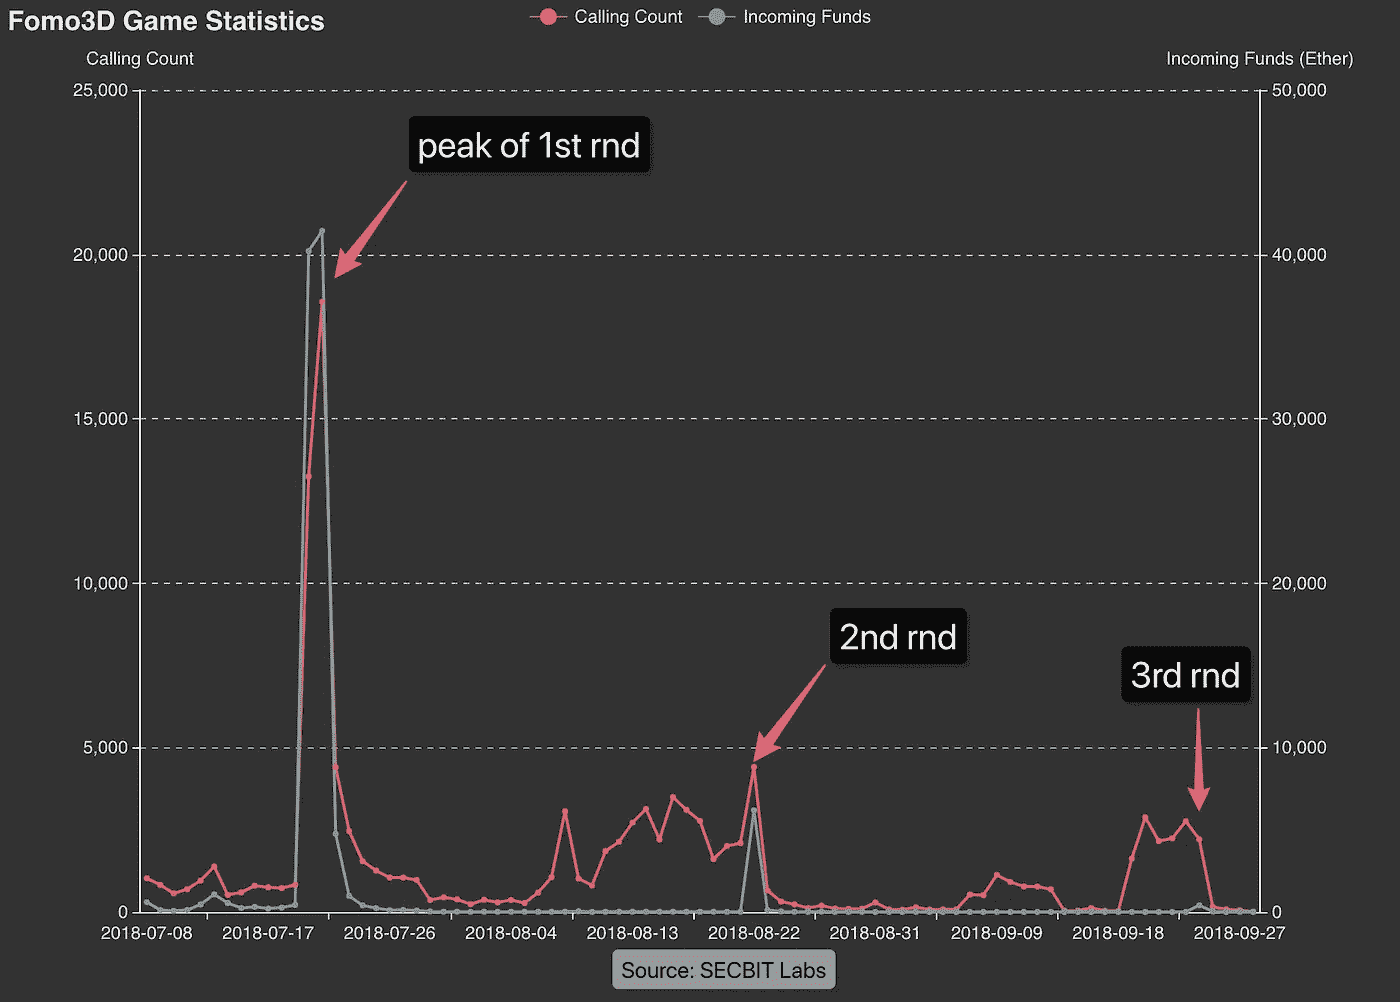 Fomo3D Game Statistics
Calling Count
Incoming Funds
Calling Count
Incoming Funds (Ether)
25,000
50,000
peak of 1st rnd
20,000
40,000
15,000
30,000
10,000
20,000
2nd rnd
3rd rnd
5,000
10,000
0
0
2018-07-08
2018-07-17
2018-07-26
2018-08-04
2018-08-13
2018-08-22
2018-08-31
2018-09-09
2018-09-18
2018-09-27
Source: SECBIT Labs